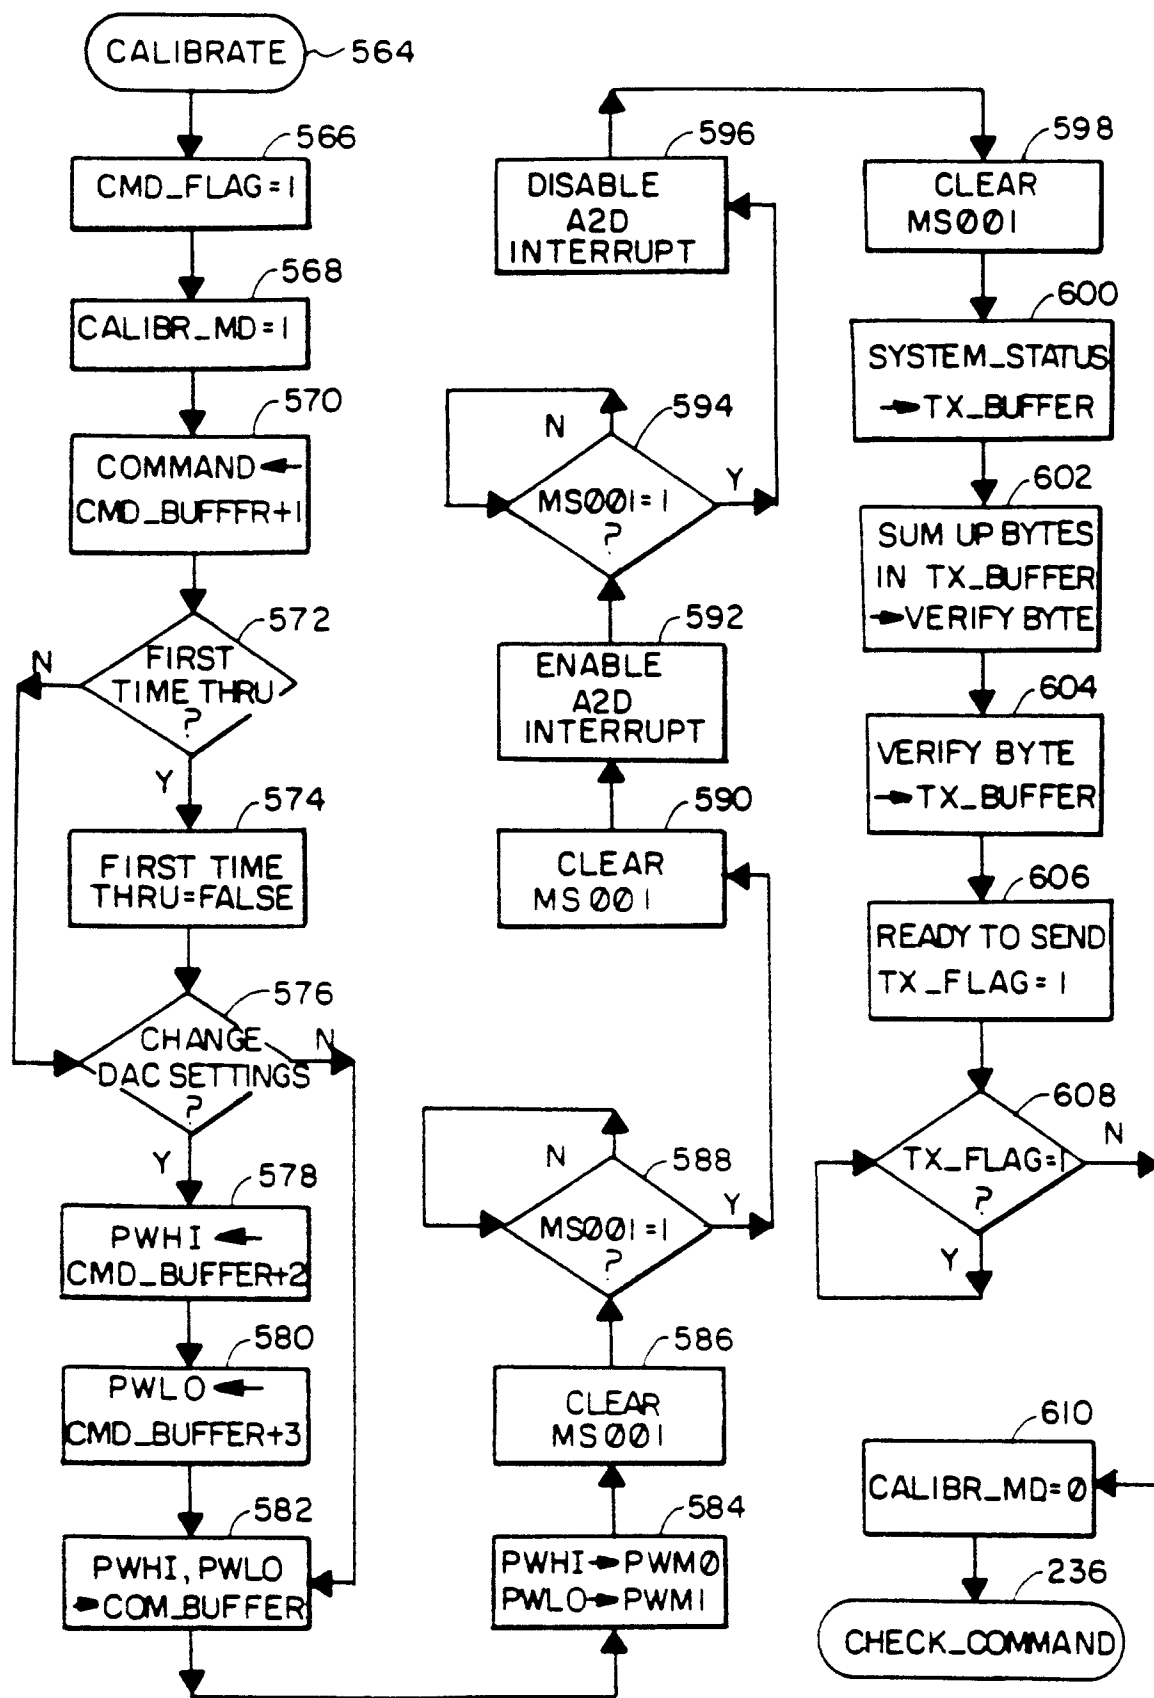 CALIBRATE
564
566
CMD_FLAG=1
568
CALIBR_MD=1
570
COMMAND←
CMD_BUFFFR+1
572
FIRST
TIME THRU
?
N
Y
574
FIRST TIME
THRU=FALSE
576
CHANGE
DAC SETTINGS
?
N
Y
578
PWHI ←
CMD_BUFFER+2
580
PWLO ←
CMD_BUFFER+3
582
PWHI, PWLO
→COM_BUFFER
584
PWHI→PWM0
PWLO→PWM1
586
CLEAR
MS001
588
MS001=1
?
N
Y
590
CLEAR
MS001
592
ENABLE
A2D
INTERRUPT
594
MS001=1
?
N
Y
596
DISABLE
A2D
INTERRUPT
598
CLEAR
MS001
600
SYSTEM_STATUS
→TX_BUFFER
602
SUM UP BYTES
IN TX_BUFFER
→VERIFY BYTE
604
VERIFY BYTE
→TX_BUFFER
606
READY TO SEND
TX_FLAG=1
608
TX_FLAG=1
?
N
Y
610
CALIBR_MD=0
236
CHECK_COMMAND